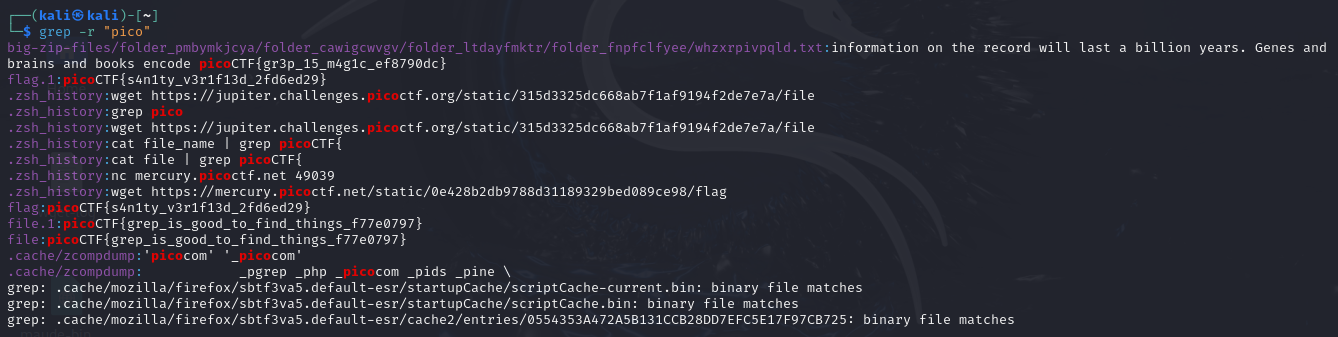 ┌──(kali㉿kali)-[~]
└─$ grep -r "pico"
big-zip-files/folder_pmbymkjcya/folder_cawigcwvgv/folder_ltdayfmktr/folder_fnpfclfyee/whzxrpivpqld.txt:information on the record will last a billion years. Genes and
brains and books encode picoCTF{gr3p_15_m4g1c_ef8790dc}
flag.1:picoCTF{s4n1ty_v3r1f13d_2fd6ed29}
.zsh_history:wget https://jupiter.challenges.picoctf.org/static/315d3325dc668ab7f1af9194f2de7e7a/file
.zsh_history:grep pico
.zsh_history:wget https://jupiter.challenges.picoctf.org/static/315d3325dc668ab7f1af9194f2de7e7a/file
.zsh_history:cat file_name | grep picoCTF{
.zsh_history:cat file | grep picoCTF{
.zsh_history:nc mercury.picoctf.net 49039
.zsh_history:wget https://mercury.picoctf.net/static/0e428b2db9788d31189329bed089ce98/flag
flag:picoCTF{s4n1ty_v3r1f13d_2fd6ed29}
file.1:picoCTF{grep_is_good_to_find_things_f77e0797}
file:picoCTF{grep_is_good_to_find_things_f77e0797}
.cache/zcompdump:'picocom' '_picocom'
.cache/zcompdump:            _pgrep _php _picocom _pids _pine \
grep: .cache/mozilla/firefox/sbtf3va5.default-esr/startupCache/scriptCache-current.bin: binary file matches
grep: .cache/mozilla/firefox/sbtf3va5.default-esr/startupCache/scriptCache.bin: binary file matches
grep: .cache/mozilla/firefox/sbtf3va5.default-esr/cache2/entries/0554353A472A5B131CCB28DD7EFC5E17F97CB725: binary file matches